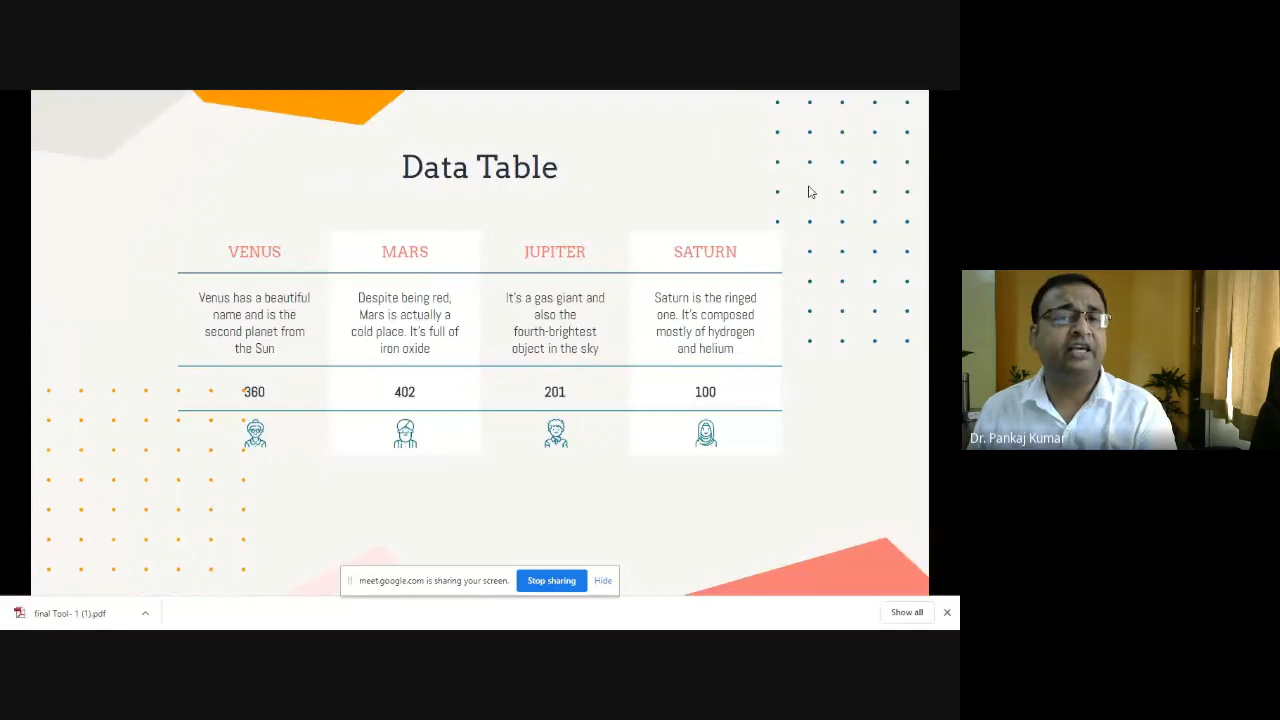 Data Table
VENUS
MARS
JUPITER
SATURN
Venus has a beautiful
name and is the
second planet from
the Sun
Despite being red,
Mars is actually a
cold place. It's full of
iron oxide
It's a gas giant and
also the
fourth-brightest
object in the sky
Saturn is the ringed
one. It's composed
mostly of hydrogen
and helium
360
402
201
100
Dr. Pankaj Kumar
meet.google.com is sharing your screen.
Stop sharing
Hide
final Tool- 1 (1).pdf
Show all